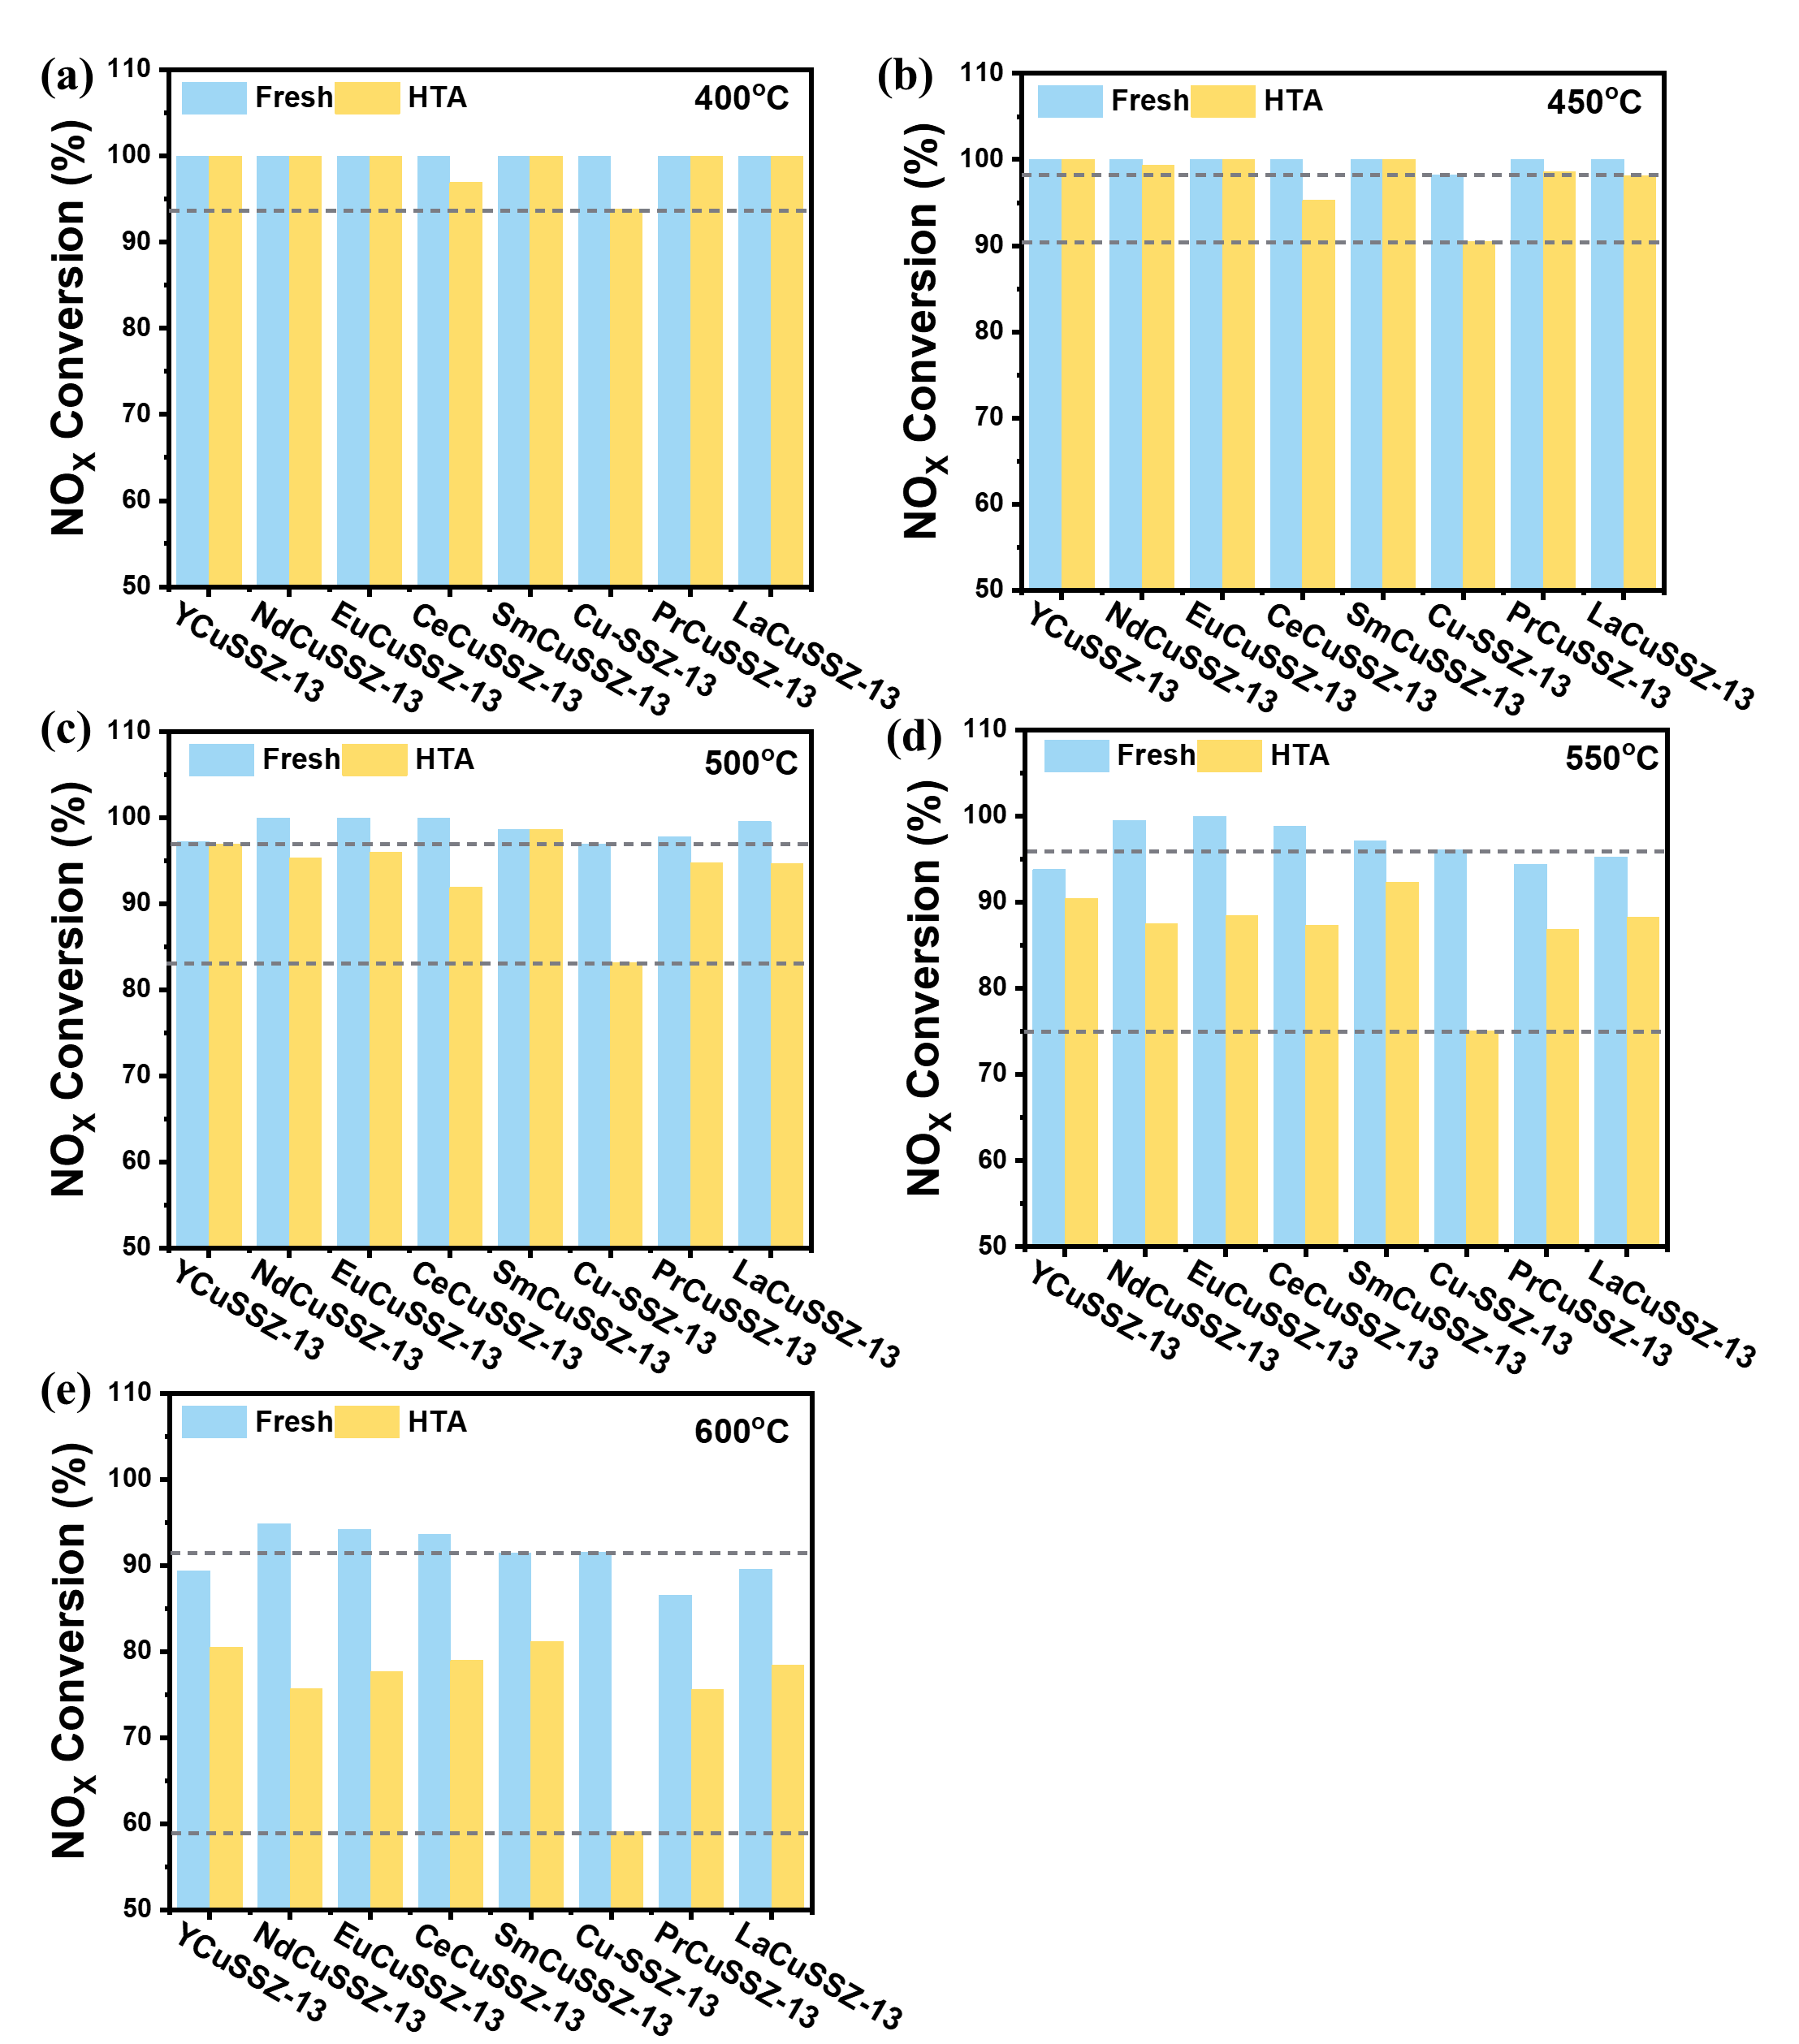 (a)
NOX Conversion (%)
110
100
90
80
70
60
50
Fresh HTA 400°C
YCuSSZ-13
NdCuSSZ-13
EuCuSSZ-13
CeCuSSZ-13
SmCuSSZ-13
Cu-SSZ-13
PrCuSSZ-13
LaCuSSZ-13
(b)
NOX Conversion (%)
110
100
90
80
70
60
50
Fresh HTA 450°C
YCuSSZ-13
NdCuSSZ-13
EuCuSSZ-13
CeCuSSZ-13
SmCuSSZ-13
Cu-SSZ-13
PrCuSSZ-13
LaCuSSZ-13
(c)
NOX Conversion (%)
110
100
90
80
70
60
50
Fresh HTA 500°C
YCuSSZ-13
NdCuSSZ-13
EuCuSSZ-13
CeCuSSZ-13
SmCuSSZ-13
Cu-SSZ-13
PrCuSSZ-13
LaCuSSZ-13
(d)
NOX Conversion (%)
110
100
90
80
70
60
50
Fresh HTA 550°C
YCuSSZ-13
NdCuSSZ-13
EuCuSSZ-13
CeCuSSZ-13
SmCuSSZ-13
Cu-SSZ-13
PrCuSSZ-13
LaCuSSZ-13
(e)
NOX Conversion (%)
110
100
90
80
70
60
50
Fresh HTA 600°C
YCuSSZ-13
NdCuSSZ-13
EuCuSSZ-13
CeCuSSZ-13
SmCuSSZ-13
Cu-SSZ-13
PrCuSSZ-13
LaCuSSZ-13